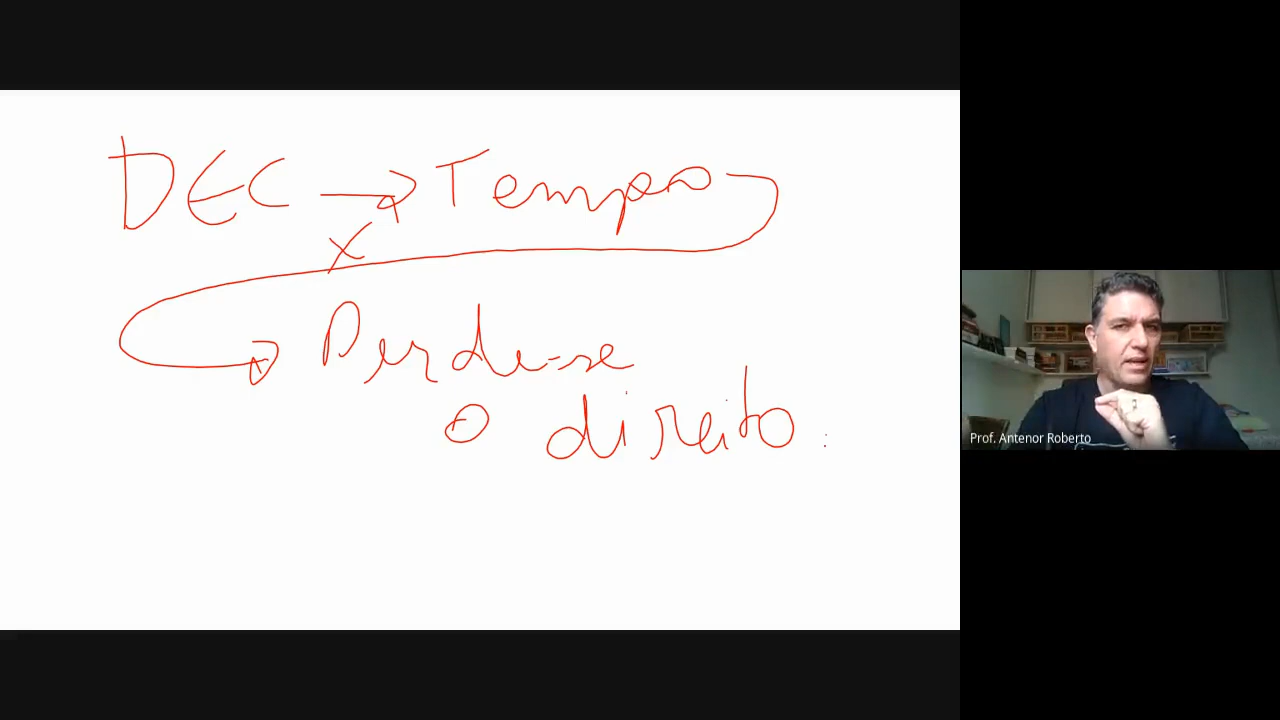 DEC → Tempo
x
Perde-se
o direito.
Prof. Antenor Roberto